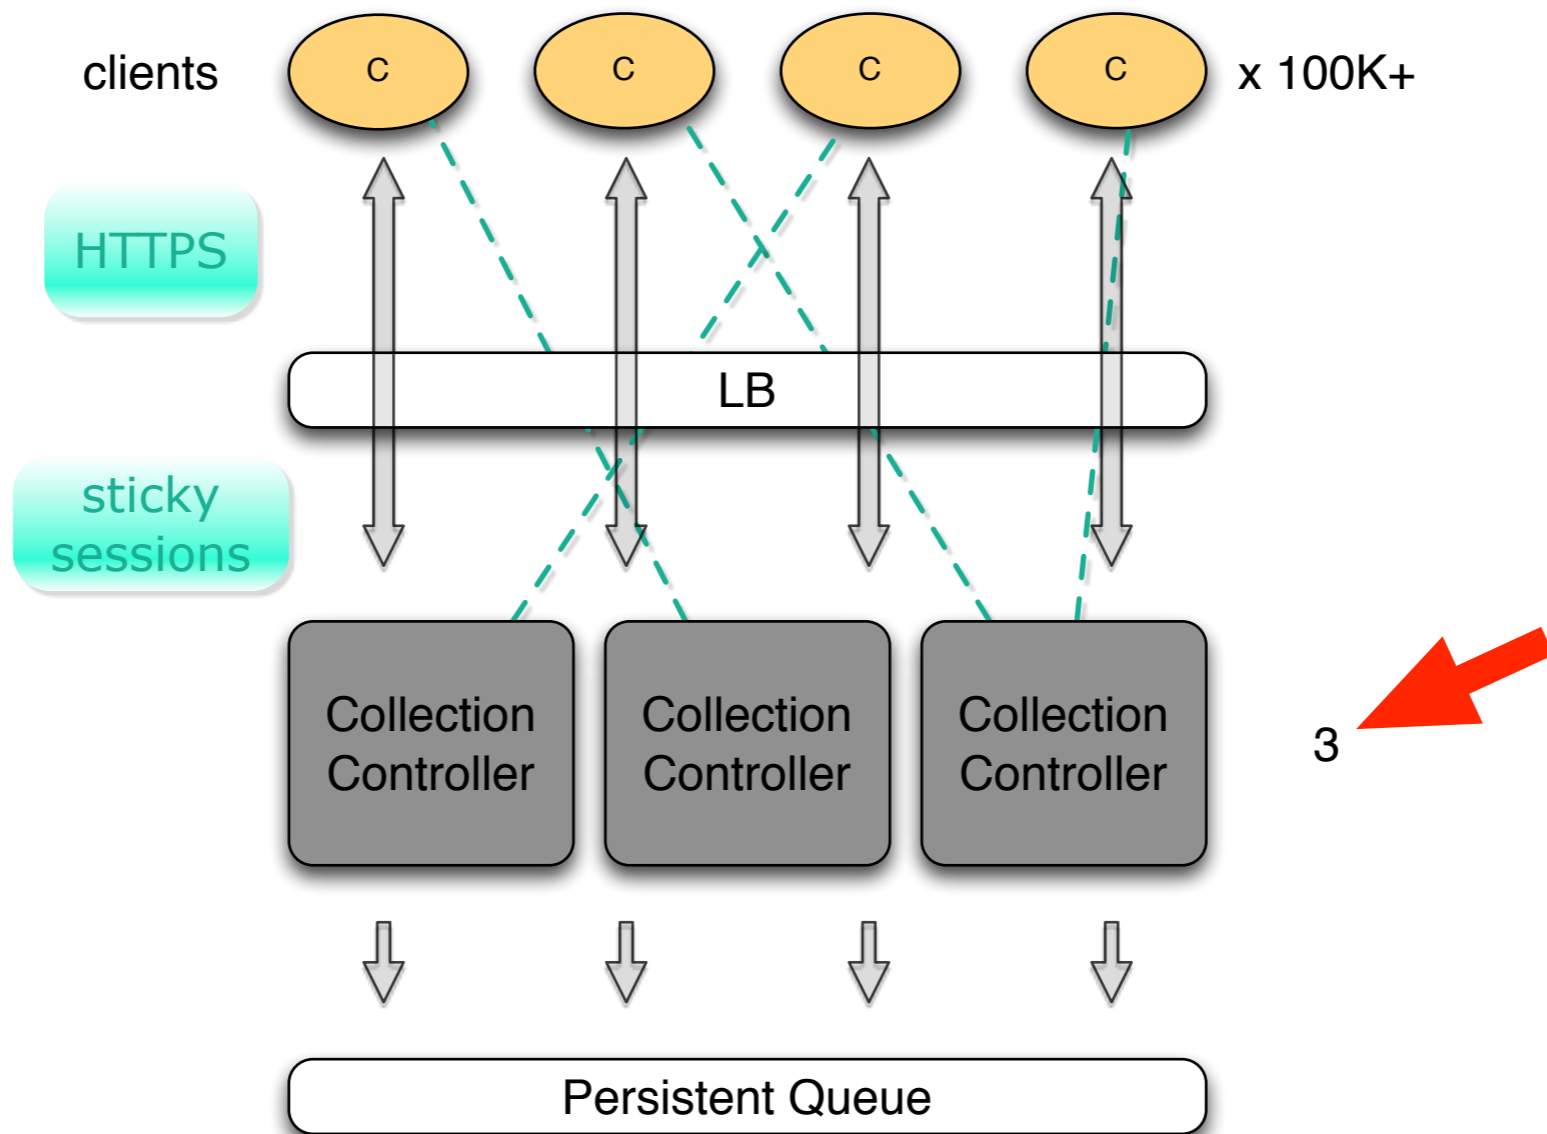 clients
C
C
C
C
x 100K+
HTTPS
LB
sticky
sessions
Collection
Controller
Collection
Controller
Collection
Controller
3
Persistent Queue